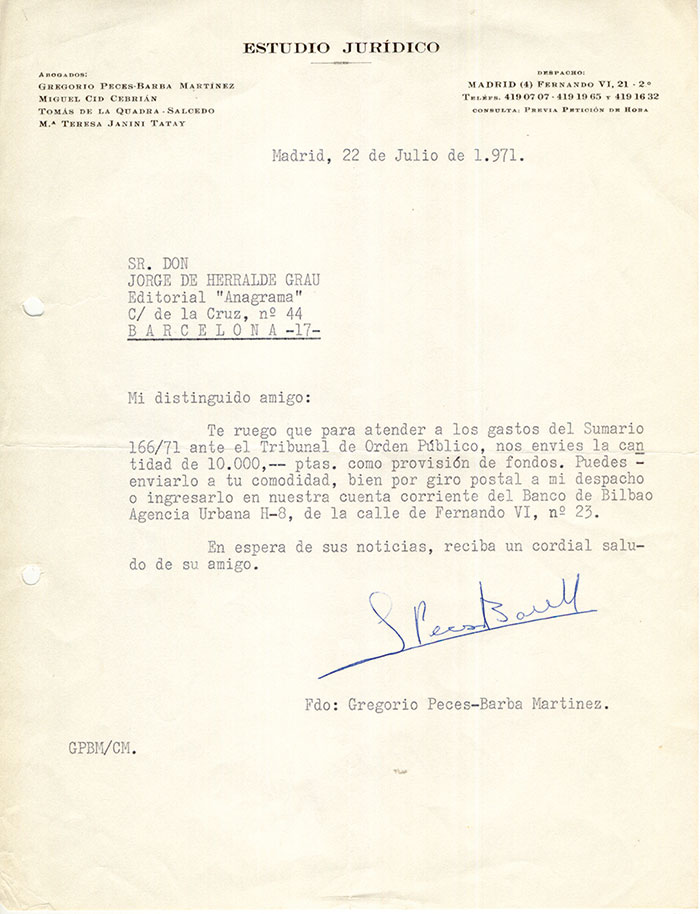 ESTUDIO JURÍDICO
ABOGADOS:
GREGORIO PECES-BARBA MARTÍNEZ
MIGUEL CID CEBRIÁN
TOMÁS DE LA QUADRA-SALCEDO
M.ª TERESA JANINI TATAY
DESPACHO:
MADRID (4) FERNANDO VI, 21 - 2.º
TELÉFS. 419 07 07 - 419 19 65 Y 419 16 32
CONSULTA: PREVIA PETICIÓN DE HORA
Madrid, 22 de Julio de 1.971.
SR. DON
JORGE DE HERRALDE GRAU
Editorial "Anagrama"
C/ de la Cruz, nº 44
B A R C E L O N A -17-
Mi distinguido amigo:
Te ruego que para atender a los gastos del Sumario
166/71 ante el Tribunal de Orden Público, nos envies la can
tidad de 10.000,-- ptas. como provisión de fondos. Puedes -
enviarlo a tu comodidad, bien por giro postal a mi despacho
o ingresarlo en nuestra cuenta corriente del Banco de Bilbao
Agencia Urbana H-8, de la calle de Fernando VI, nº 23.
En espera de sus noticias, reciba un cordial salu-
do de su amigo.
G Peces Barba M
Fdo: Gregorio Peces-Barba Martinez.
GPBM/CM.